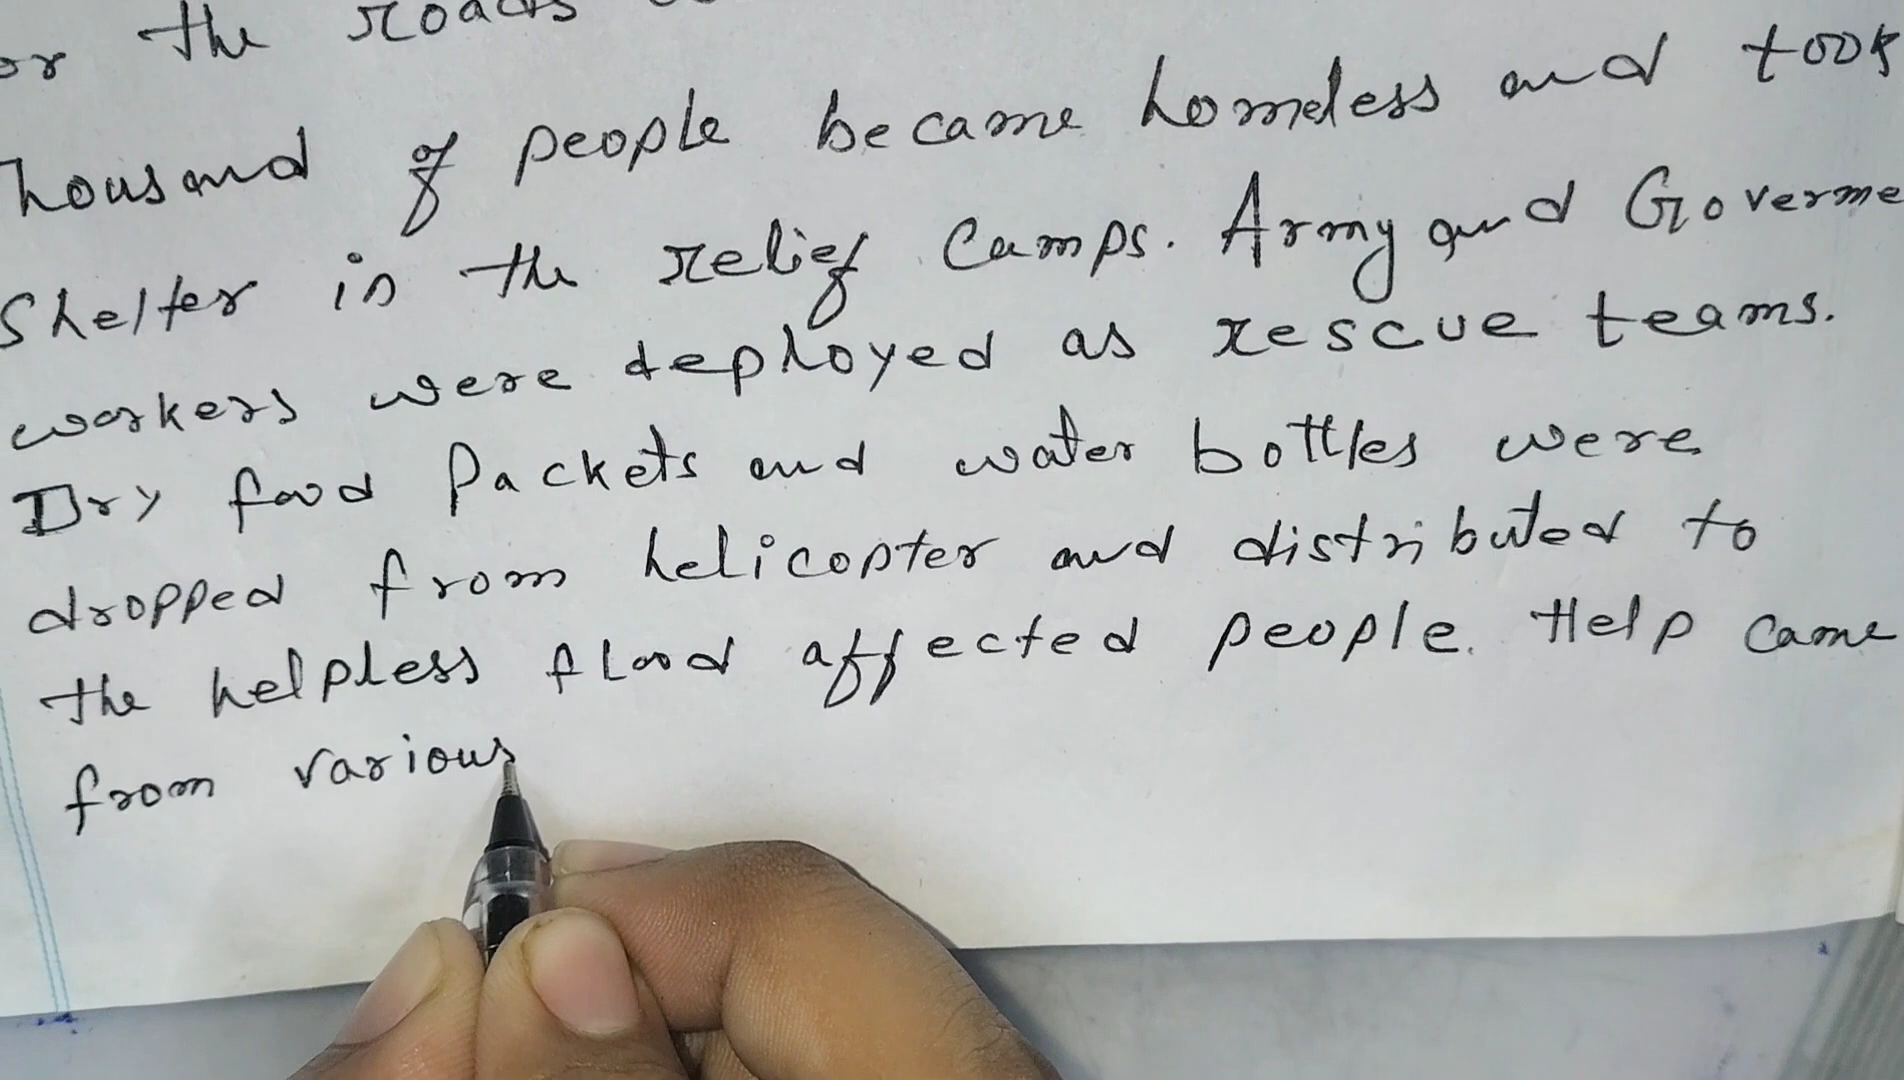 or the roads
Thousand of people became homeless and took
Shelter in the relief Camps. Army and Governme
workers were deployed as rescue teams.
Dry food Packets and water bottles were
dropped from helicopter and distributed to
the helpless flood affected people. Help came
from various